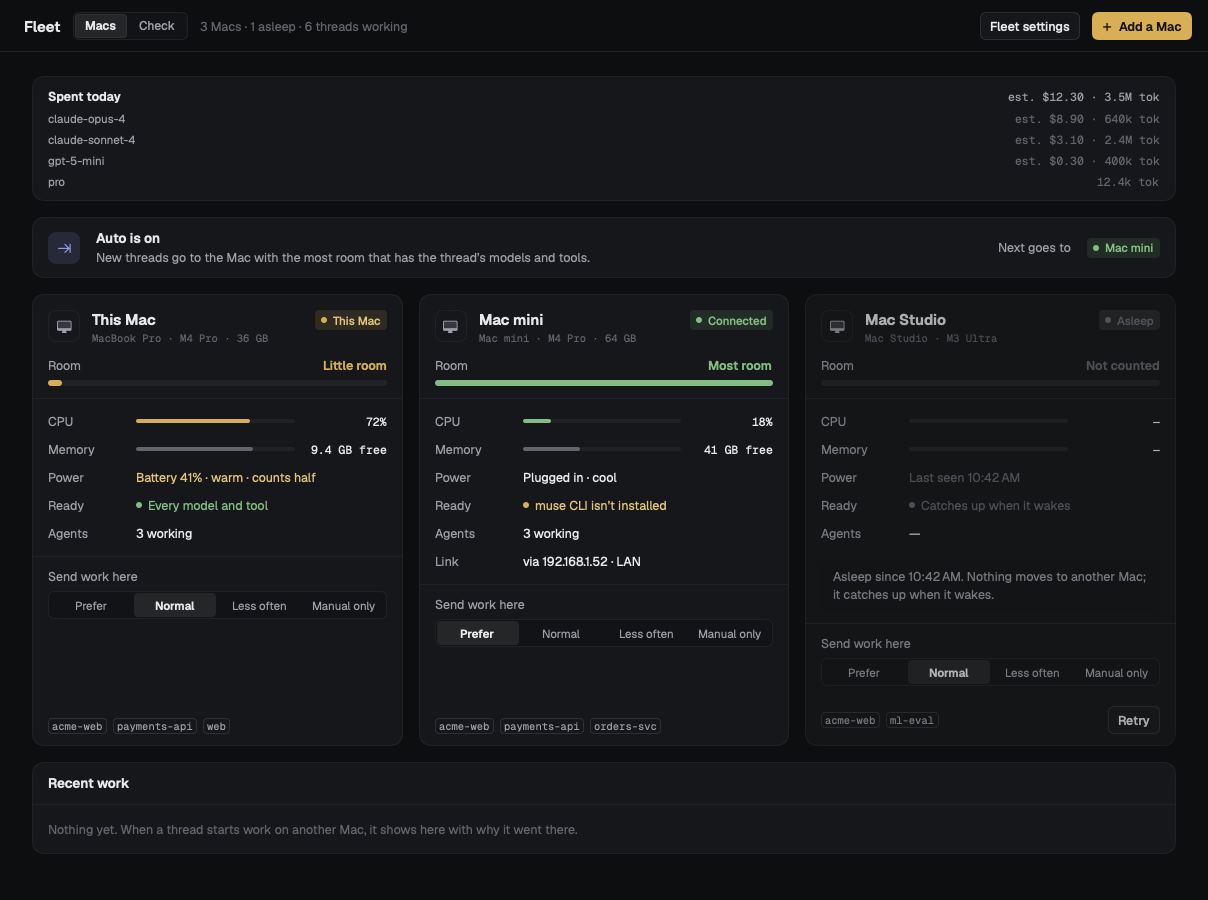 Fleet Macs Check 3 Macs · 1 asleep · 6 threads working Fleet settings + Add a Mac
Spent today est. $12.30 · 3.5M tok
claude-opus-4 est. $8.90 · 640k tok
claude-sonnet-4 est. $3.10 · 2.4M tok
gpt-5-mini est. $0.30 · 400k tok
pro 12.4k tok
Auto is on
New threads go to the Mac with the most room that has the thread's models and tools.
Next goes to Mac mini
This Mac This Mac
MacBook Pro · M4 Pro · 36 GB
Room Little room
CPU 72%
Memory 9.4 GB free
Power Battery 41% · warm · counts half
Ready Every model and tool
Agents 3 working
Send work here
Prefer Normal Less often Manual only
acme-web payments-api web
Mac mini Connected
Mac mini · M4 Pro · 64 GB
Room Most room
CPU 18%
Memory 41 GB free
Power Plugged in · cool
Ready muse CLI isn't installed
Agents 3 working
Link via 192.168.1.52 · LAN
Send work here
Prefer Normal Less often Manual only
acme-web payments-api orders-svc
Mac Studio Asleep
Mac Studio · M3 Ultra
Room Not counted
CPU –
Memory –
Power Last seen 10:42 AM
Ready Catches up when it wakes
Agents —
Asleep since 10:42 AM. Nothing moves to another Mac;
it catches up when it wakes.
Send work here
Prefer Normal Less often Manual only
acme-web ml-eval Retry
Recent work
Nothing yet. When a thread starts work on another Mac, it shows here with why it went there.